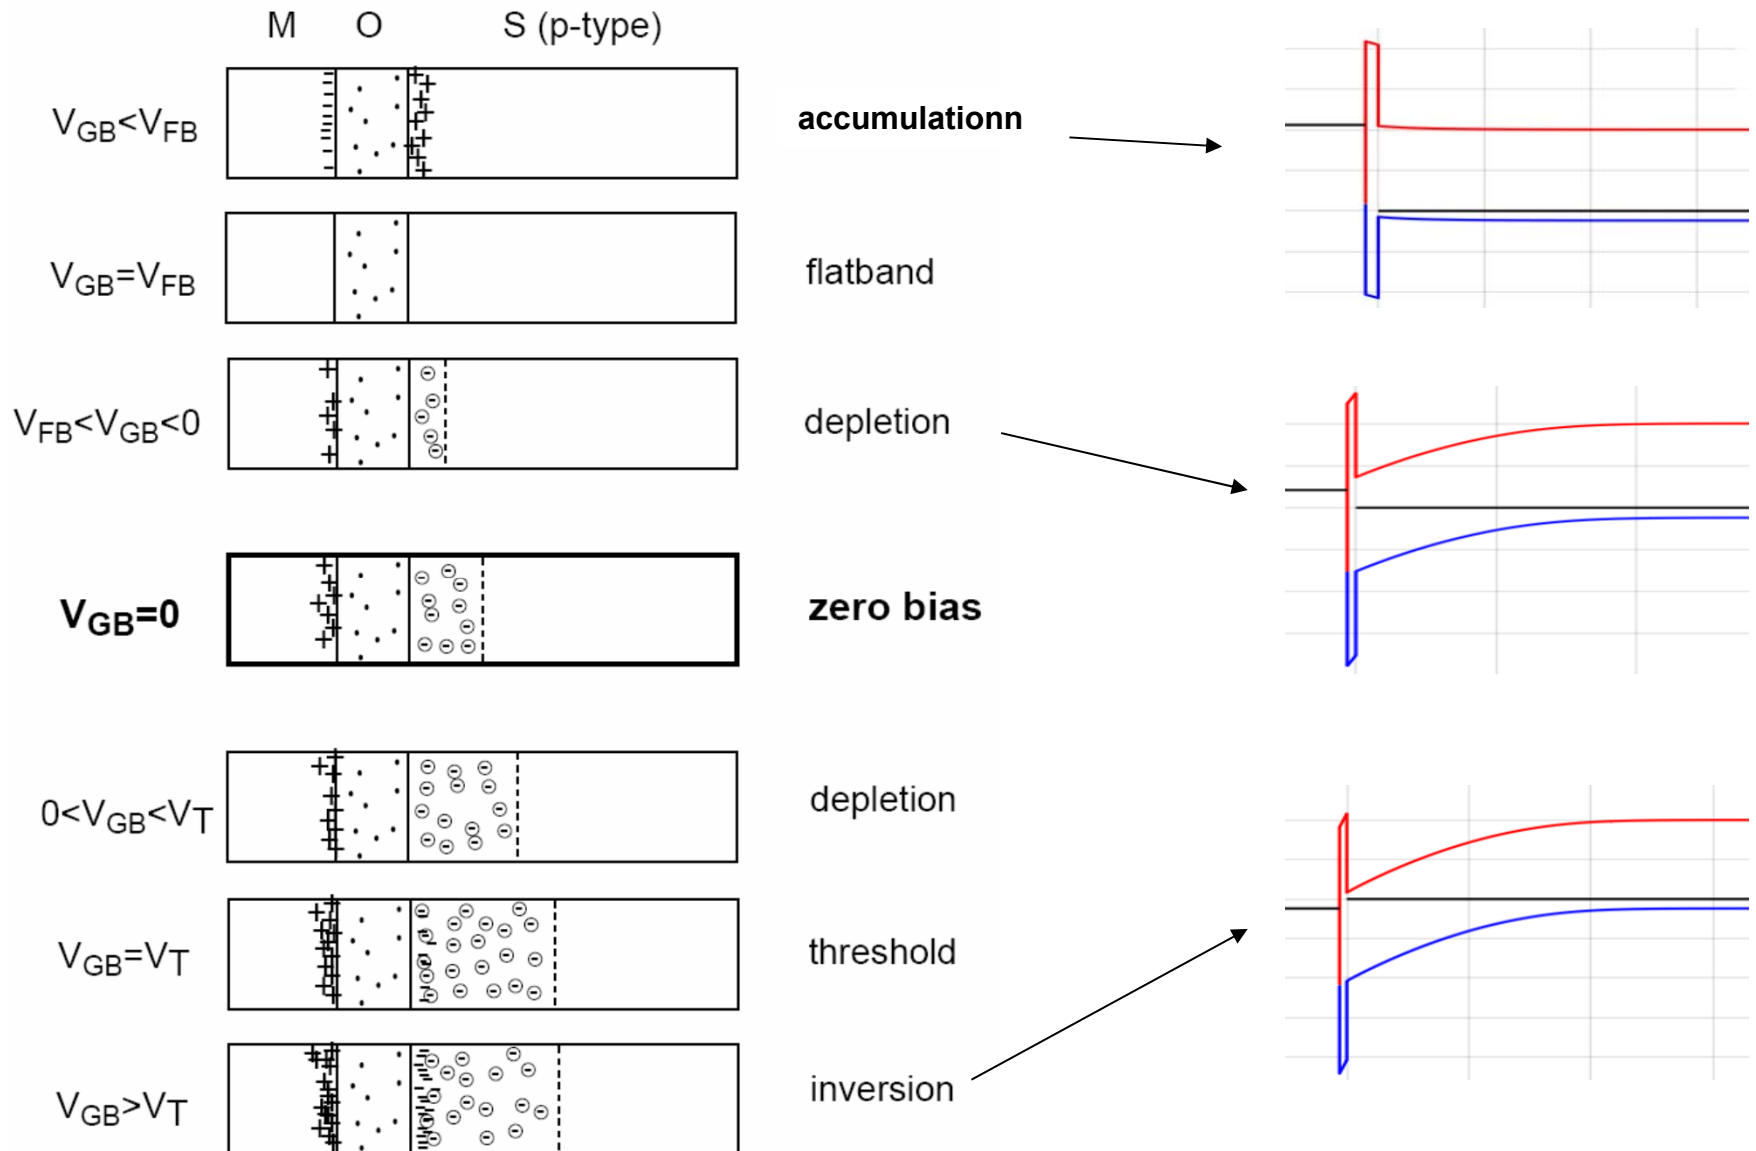 M O S (p-type)
VGB<VFB accumulationn
VGB=VFB flatband
VFB<VGB<0 depletion
VGB=0 zero bias
0<VGB<VT depletion
VGB=VT threshold
VGB>VT inversion